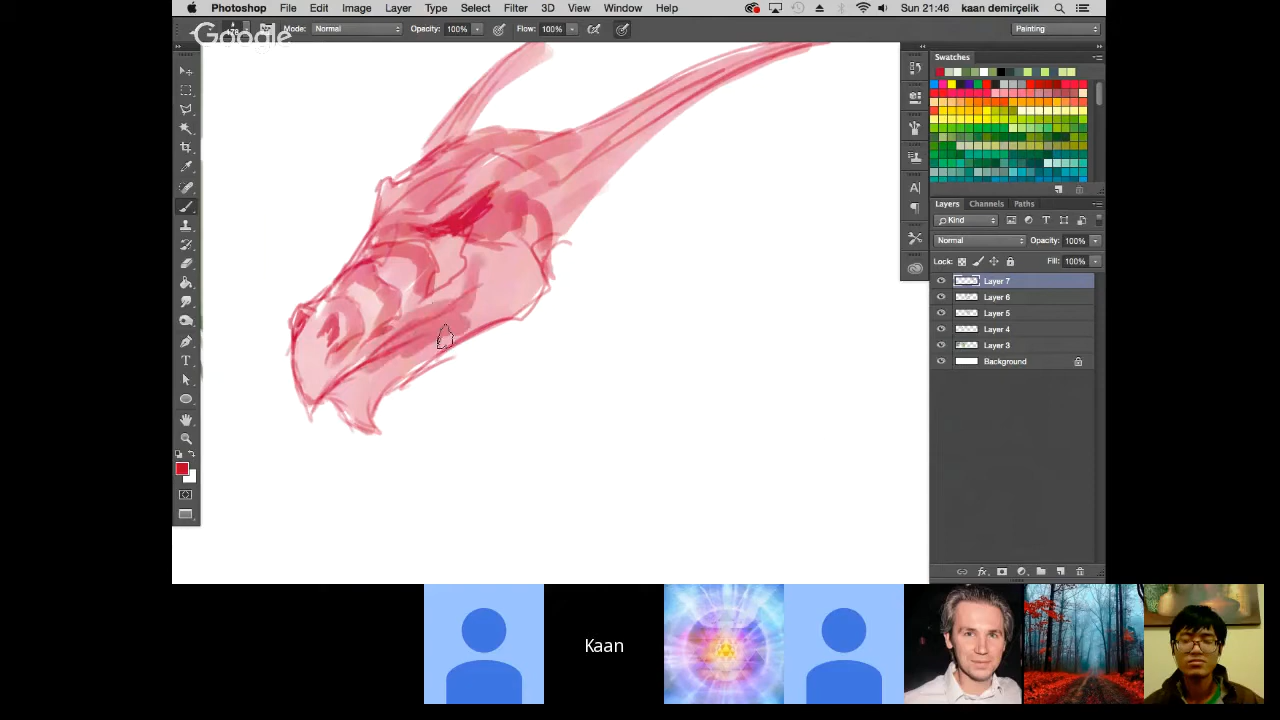 Photoshop File Edit Image Layer Type Select Filter 3D View Window Help Sun 21:46 kaan demirçelik
Google
Mode: Normal Opacity: 100% Flow: 100% Painting
Swatches
Layers Channels Paths
Kind
Normal Opacity: 100%
Lock: Fill: 100%
Layer 7
Layer 6
Layer 5
Layer 4
Layer 3
Background
Kaan